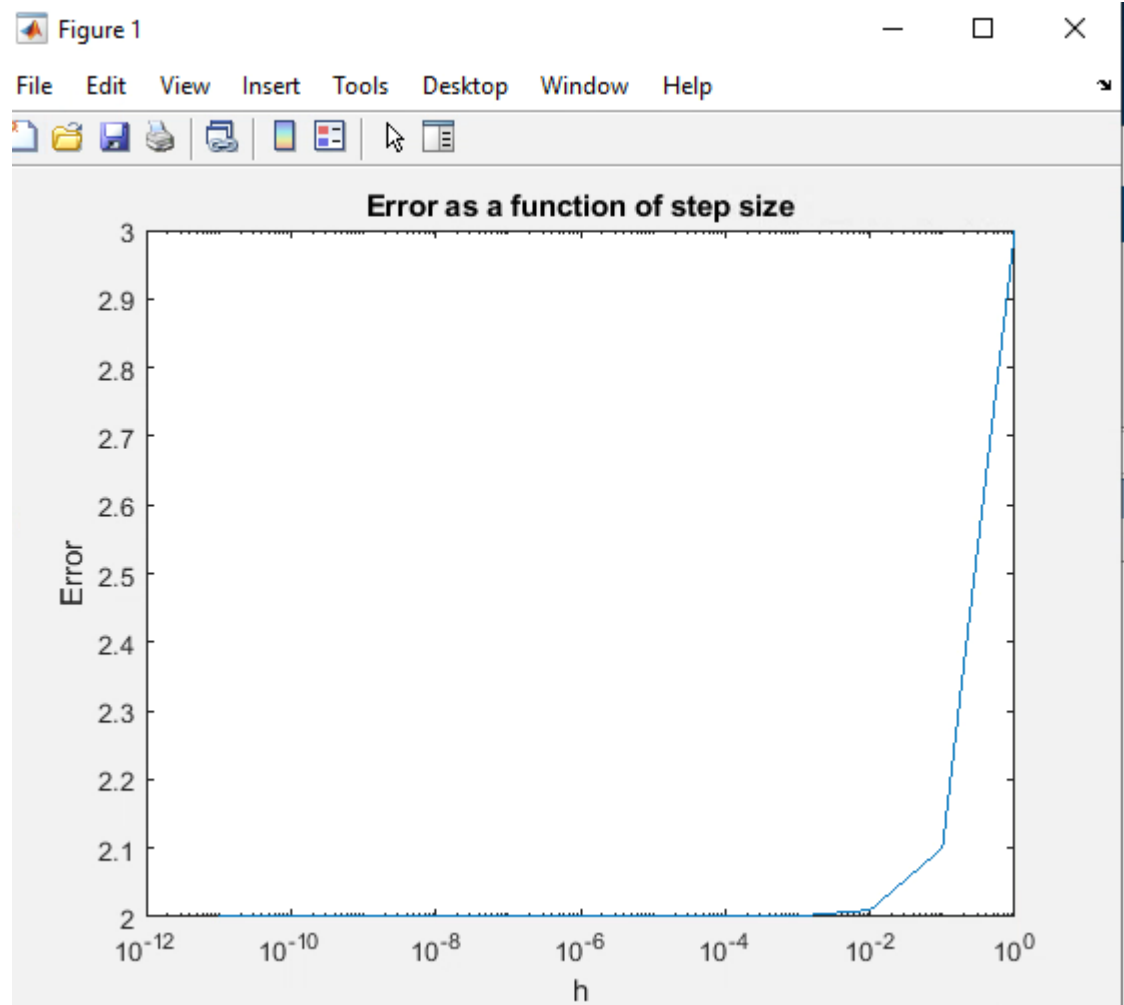 Figure 1
File Edit View Insert Tools Desktop Window Help
Error as a function of step size
3
2.9
2.8
2.7
2.6
2.5
2.4
2.3
2.2
2.1
2
Error
10^-12 10^-10 10^-8 10^-6 10^-4 10^-2 10^0
h